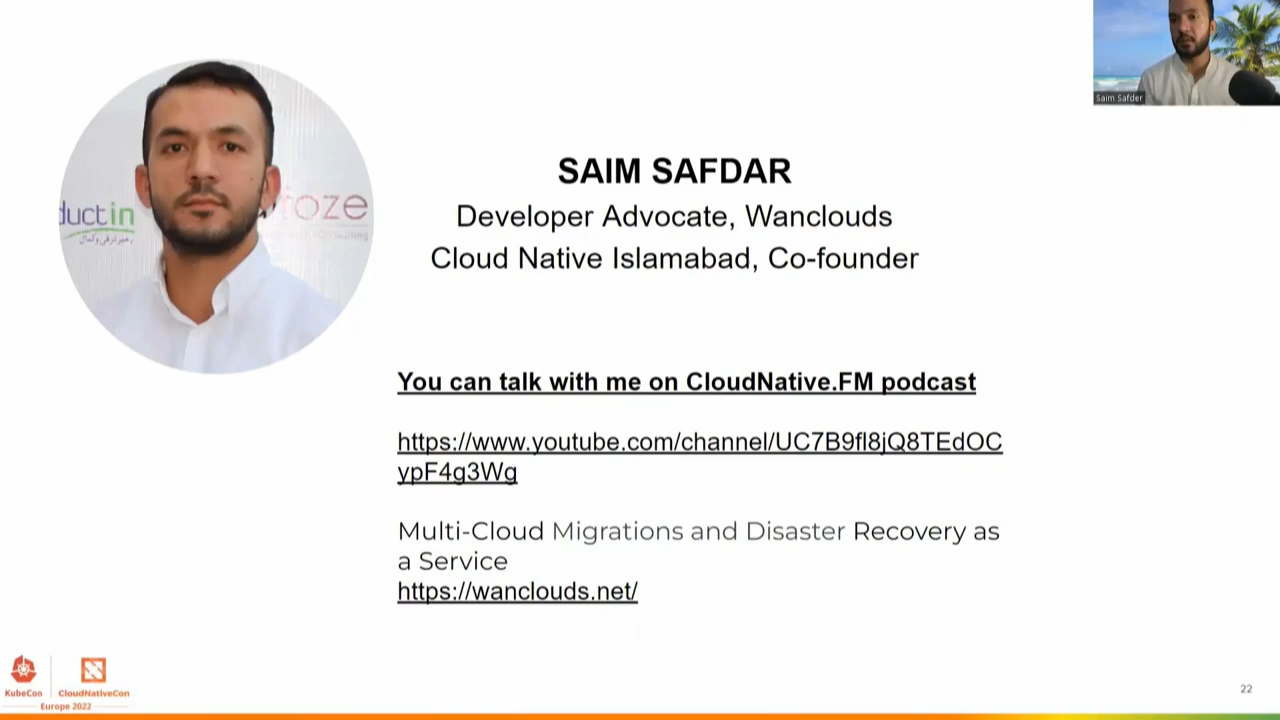 Saim Safder
SAIM SAFDAR
Developer Advocate, Wanclouds
Cloud Native Islamabad, Co-founder
ductin
ioze
You can talk with me on CloudNative.FM podcast
https://www.youtube.com/channel/UC7B9fl8jQ8TEdOC
ypF4g3Wg
Multi-Cloud Migrations and Disaster Recovery as
a Service
https://wanclouds.net/
KubeCon
CloudNativeCon
Europe 2022
22